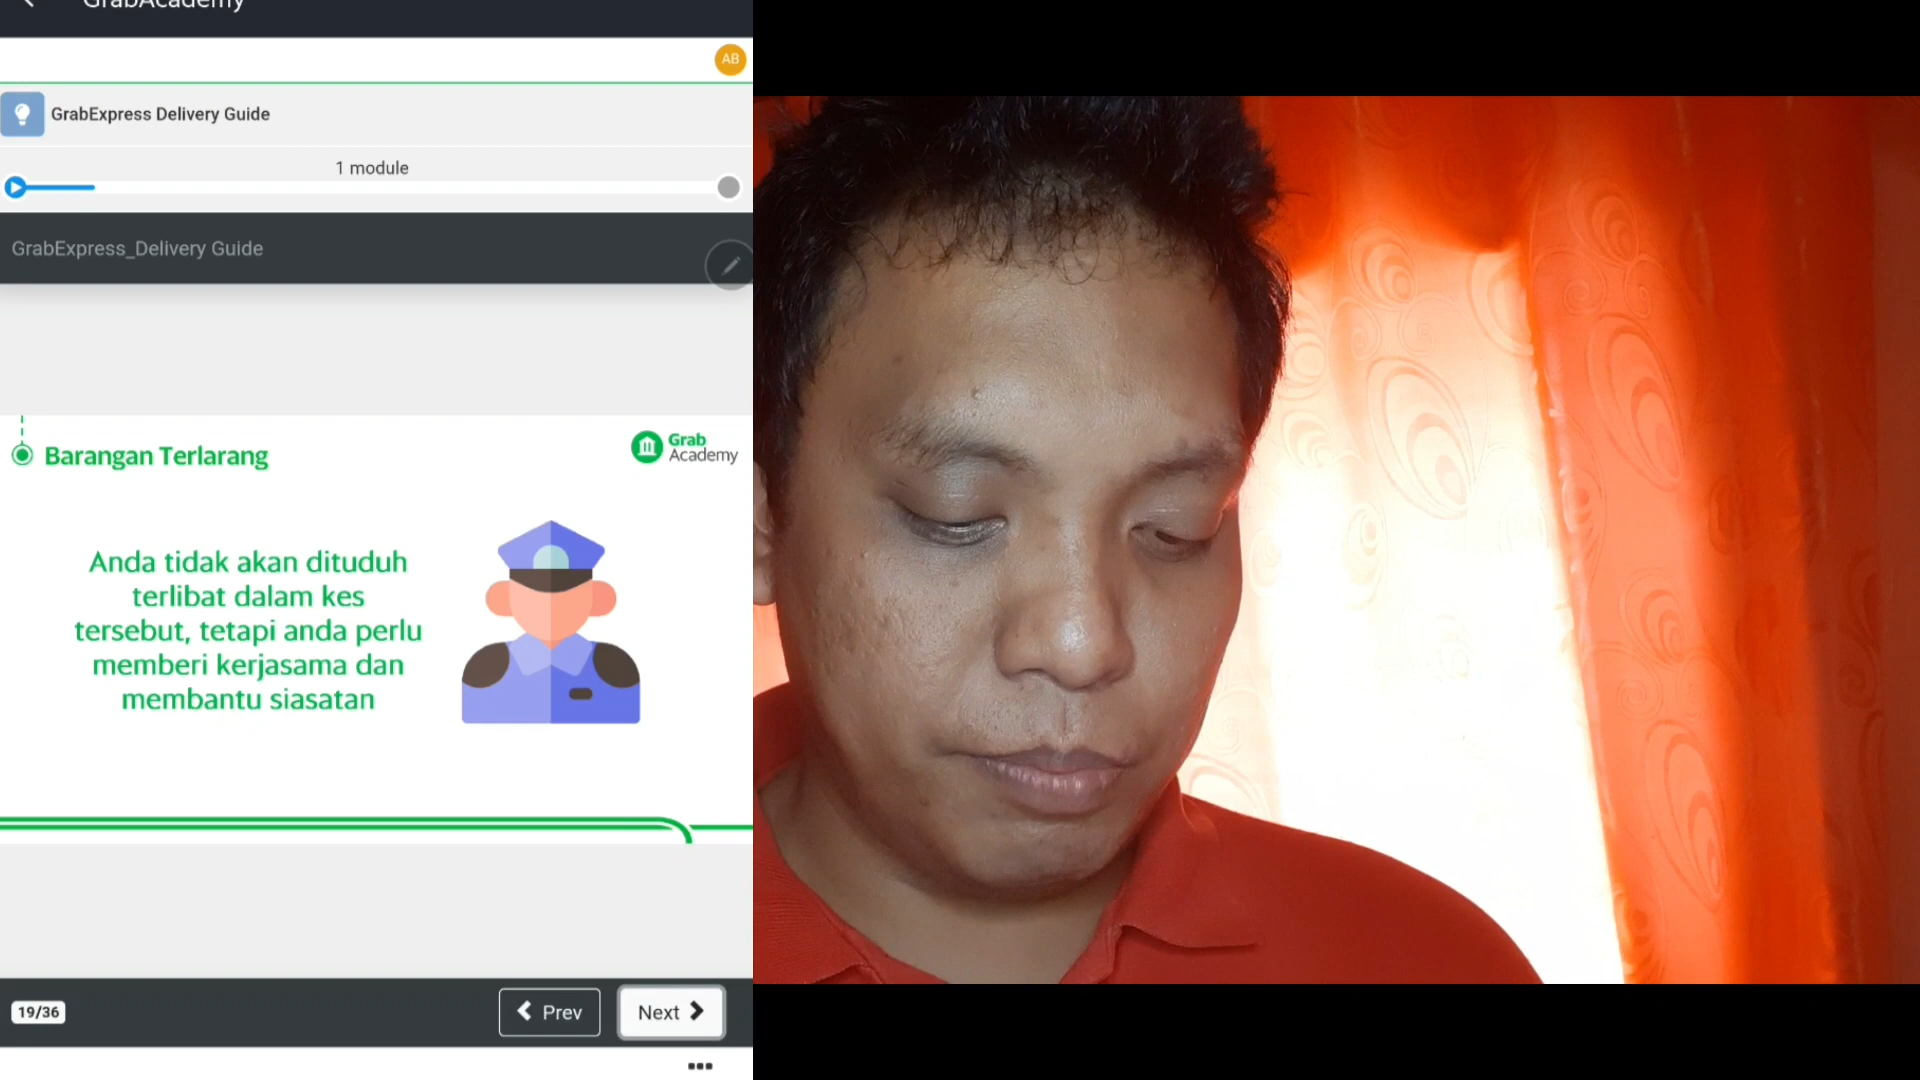 GrabAcademy
AB
GrabExpress Delivery Guide
1 module
GrabExpress_Delivery Guide
Barangan Terlarang
Grab
Academy
Anda tidak akan dituduh
terlibat dalam kes
tersebut, tetapi anda perlu
memberi kerjasama dan
membantu siasatan
19/36
Prev
Next